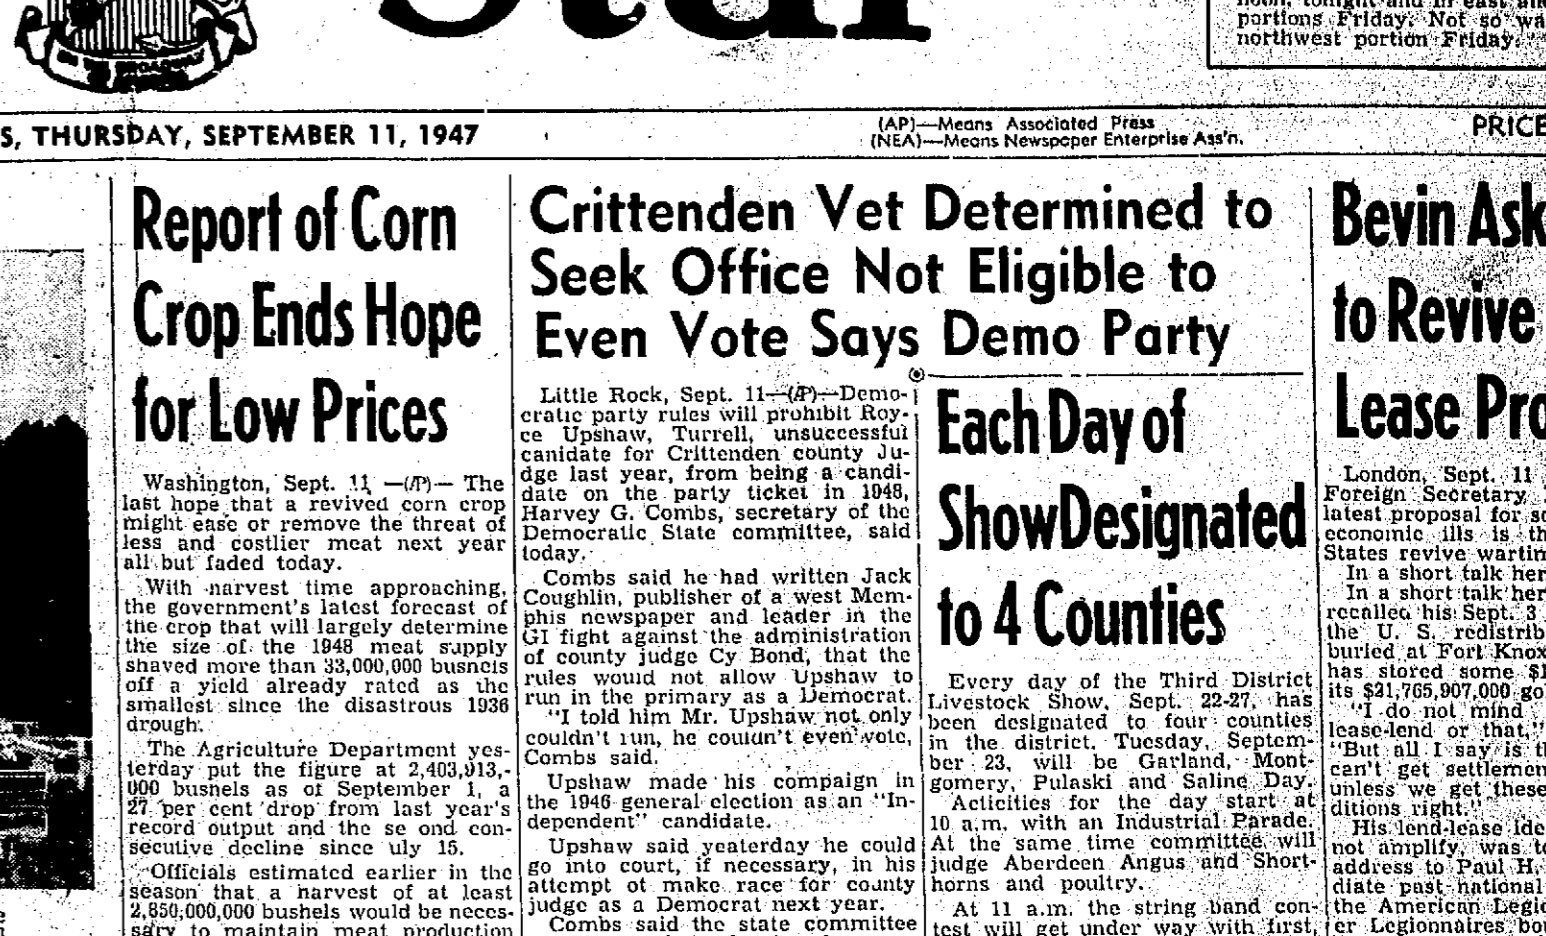 Star
portions Friday. Not so wa
northwest portion Friday.
S, THURSDAY, SEPTEMBER 11, 1947
(AP)—Means Associated Press
(NEA)—Means Newspaper Enterprise Ass'n.
PRICE
Report of Corn
Crop Ends Hope
for Low Prices
Washington, Sept. 11 —(AP)— The
last hope that a revived corn crop
might ease or remove the threat of
less and costlier meat next year
all but faded today.
With harvest time approaching,
the government's latest forecast of
the crop that will largely determine
the size of the 1948 meat supply
shaved more than 33,000,000 bushels
off a yield already rated as the
smallest since the disastrous 1936
drough.
The Agriculture Department yes-
terday put the figure at 2,403,913,-
000 bushels as of September 1, a
27 per cent drop from last year's
record output and the se ond con-
secutive decline since uly 15.
Officials estimated earlier in the
season that a harvest of at least
2,850,000,000 bushels would be neces-
sary to maintain meat production
Crittenden Vet Determined to
Seek Office Not Eligible to
Even Vote Says Demo Party
Little Rock, Sept. 11—(AP)—Demo-
cratic party rules will prohibit Roy-
ce Upshaw, Turrell, unsuccessful
canidate for Crittenden county Ju-
dge last year, from being a candi-
date on the party ticket in 1948,
Harvey G. Combs, secretary of the
Democratic State committee, said
today.
Combs said he had written Jack
Coughlin, publisher of a west Mem-
phis newspaper and leader in the
GI fight against the administration
of county judge Cy Bond, that the
rules would not allow Upshaw to
run in the primary as a Democrat.
"I told him Mr. Upshaw not only
couldn't run, he couldn't even vote,
Combs said.
Upshaw made his compaign in
the 1946 general election as an "In-
dependent" candidate.
Upshaw said yeaterday he could
go into court, if necessary, in his
attempt ot make race for county
judge as a Democrat next year.
Combs said the state committee
Each Day of
Show Designated
to 4 Counties
Every day of the Third District
Livestock Show, Sept. 22-27, has
been designated to four counties
in the district. Tuesday, Septem-
ber 23, will be Garland, Mont-
gomery, Pulaski and Saline Day.
Acticities for the day start at
10 a.m. with an Industrial Parade.
At the same time committee will
judge Aberdeen Angus and Short-
horns and poultry.
At 11 a.m. the string band con-
test will get under way with first,
Bevin Ask
to Revive
Lease Pro
London, Sept. 11
Foreign Secretary
latest proposal for so
economic ills is th
States revive wartim
In a short talk her
In a short talk her
recalled his Sept. 3
the U. S. redistrib
buried at Fort Knox
has stored some $1
its $21,765,907,000 go
"I do not mind
lease-lend or that,"
"But all I say is th
can't get settlemen
unless we get these
ditions right."
His lend-lease ide
not amplify, was to
address to Paul H.
diate past national
the American Legio
er Legionnaires bo